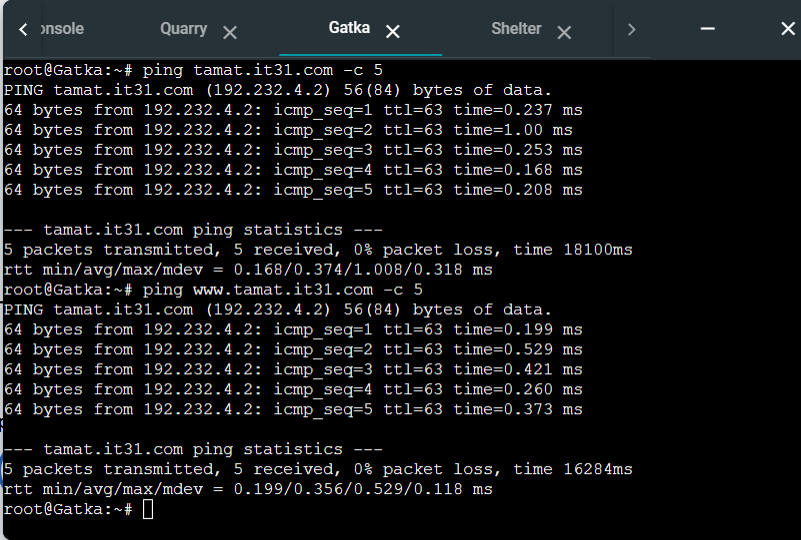 onsole Quarry Gatka Shelter
root@Gatka:~# ping tamat.it31.com -c 5
PING tamat.it31.com (192.232.4.2) 56(84) bytes of data.
64 bytes from 192.232.4.2: icmp_seq=1 ttl=63 time=0.237 ms
64 bytes from 192.232.4.2: icmp_seq=2 ttl=63 time=1.00 ms
64 bytes from 192.232.4.2: icmp_seq=3 ttl=63 time=0.253 ms
64 bytes from 192.232.4.2: icmp_seq=4 ttl=63 time=0.168 ms
64 bytes from 192.232.4.2: icmp_seq=5 ttl=63 time=0.208 ms
--- tamat.it31.com ping statistics ---
5 packets transmitted, 5 received, 0% packet loss, time 18100ms
rtt min/avg/max/mdev = 0.168/0.374/1.008/0.318 ms
root@Gatka:~# ping www.tamat.it31.com -c 5
PING tamat.it31.com (192.232.4.2) 56(84) bytes of data.
64 bytes from 192.232.4.2: icmp_seq=1 ttl=63 time=0.199 ms
64 bytes from 192.232.4.2: icmp_seq=2 ttl=63 time=0.529 ms
64 bytes from 192.232.4.2: icmp_seq=3 ttl=63 time=0.421 ms
64 bytes from 192.232.4.2: icmp_seq=4 ttl=63 time=0.260 ms
64 bytes from 192.232.4.2: icmp_seq=5 ttl=63 time=0.373 ms
--- tamat.it31.com ping statistics ---
5 packets transmitted, 5 received, 0% packet loss, time 16284ms
rtt min/avg/max/mdev = 0.199/0.356/0.529/0.118 ms
root@Gatka:~#